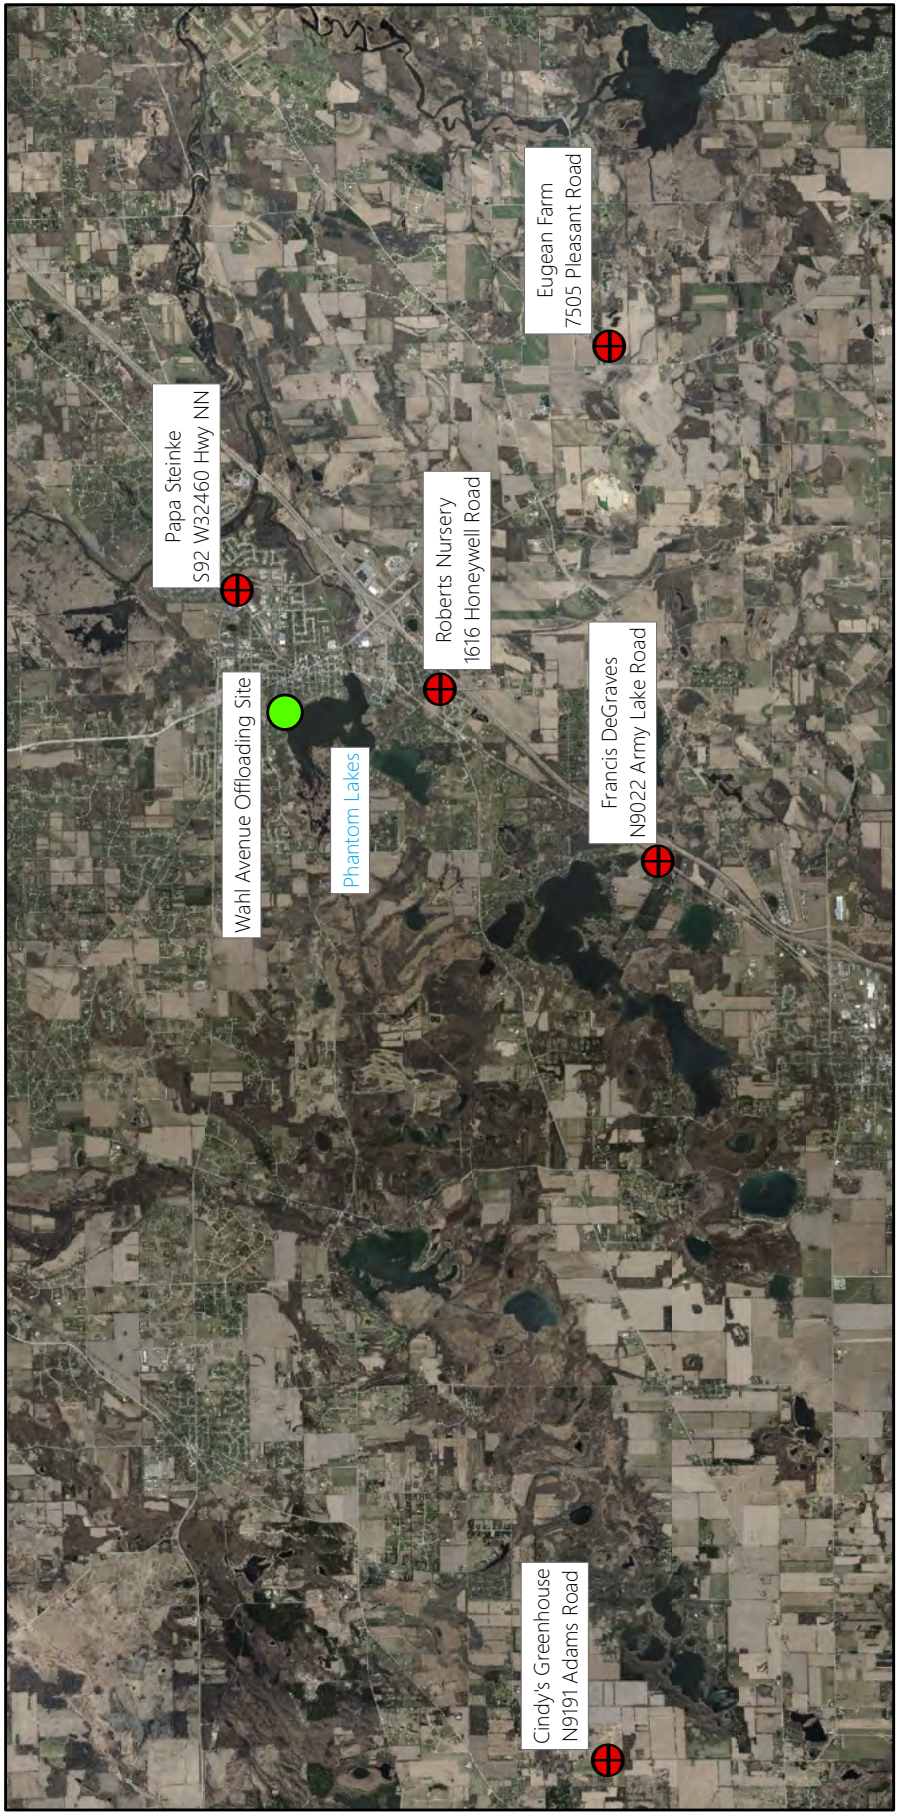 Eugean Farm
7505 Pleasant Road
Papa Steinke
S92 W32460 Hwy NN
Roberts Nursery
1616 Honeywell Road
Francis DeGraves
N9022 Army Lake Road
Wahl Avenue Offloading Site
Phantom Lakes
Cindy's Greenhouse
N9191 Adams Road